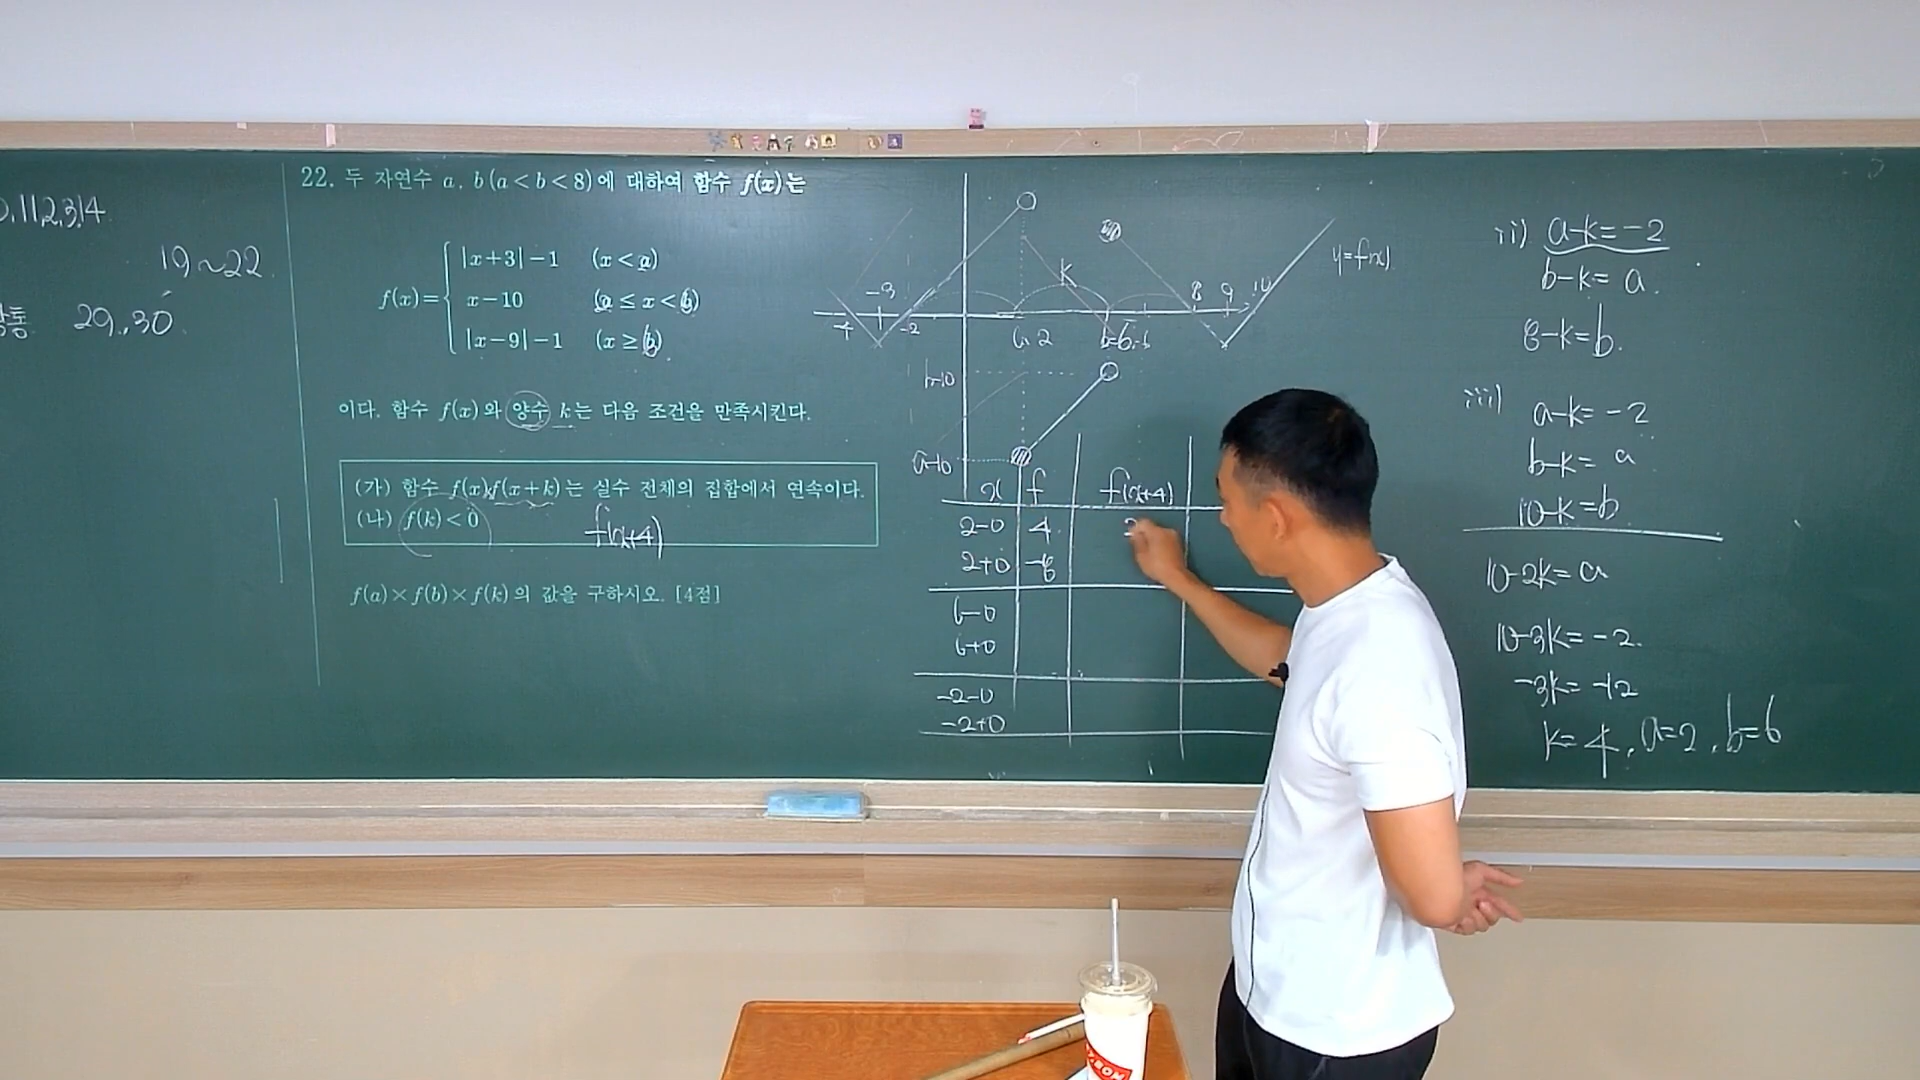 0.11,12,13,14
19~22.
29,30
22. 두 자연수 a, b(a<b<8)에 대하여 함수 f(x)는
f(x)= |x+3|-1 (x<a)
x-10 (a≤x<b)
|x-9|-1 (x≥b)
이다. 함수 f(x)와 양수 k는 다음 조건을 만족시킨다.
(가) 함수 f(x)f(x+k)는 실수 전체의 집합에서 연속이다.
(나) f(k)<0
f(x+4)
f(a)×f(b)×f(k)의 값을 구하시오. [4점]
y=f(x)
K
-3 8 9 10
-4 -2 a 2 b=6
b-10
a-10
x f f(x+4)
2-0 4
2+0 -8
6-0
6+0
-2-0
-2+0
ii) a-k=-2
b-k= a.
8-k=b.
iii) a-k=-2
b-k= a
10-k=b
10-2k=a
10-3k=-2.
-3k=-12
k=4, a=2, b=6